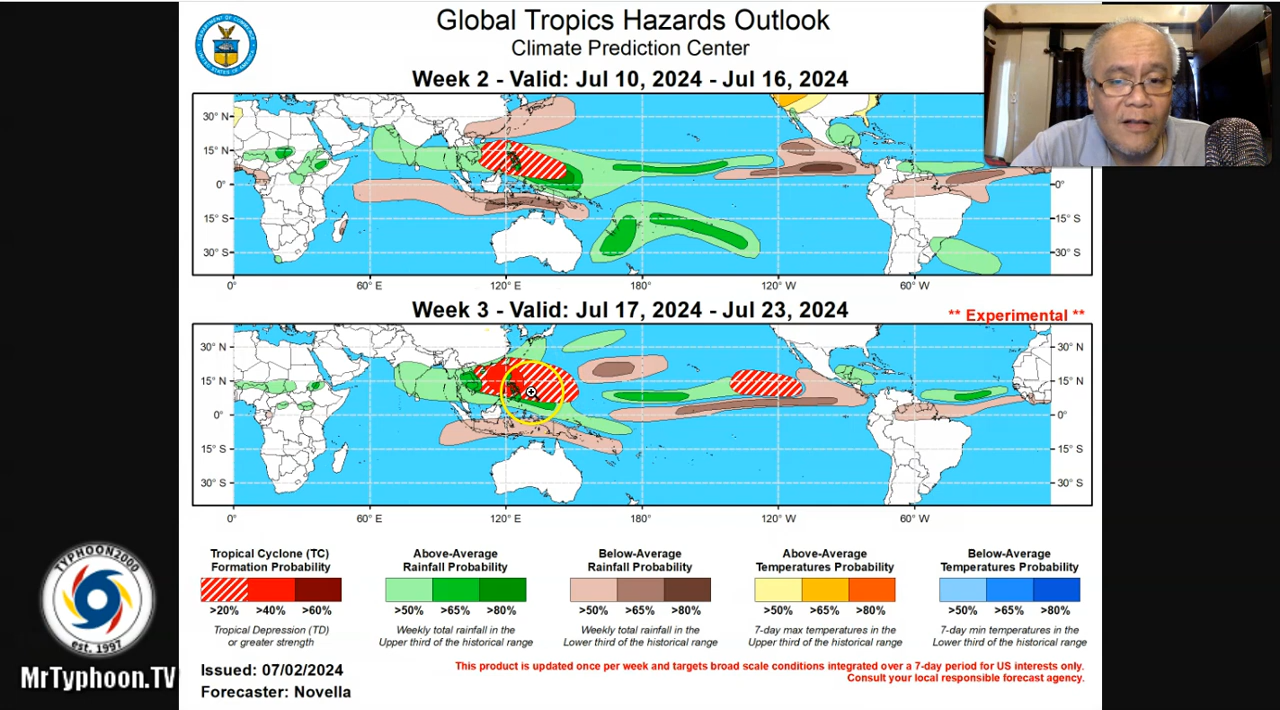 Global Tropics Hazards Outlook
Climate Prediction Center
Week 2 - Valid: Jul 10, 2024 - Jul 16, 2024
30° N
15° N
0°
15° S
30° S
0°
15° S
30° S
0°
60° E
120° E
180°
120° W
60° W
Week 3 - Valid: Jul 17, 2024 - Jul 23, 2024
** Experimental **
30° N
15° N
0°
15° S
30° S
30° N
15° N
0°
15° S
30° S
0°
60° E
120° E
180°
120° W
60° W
Tropical Cyclone (TC)
Formation Probability
>20% >40% >60%
Tropical Depression (TD)
or greater strength
Above-Average
Rainfall Probability
>50% >65% >80%
Weekly total rainfall in the
Upper third of the historical range
Below-Average
Rainfall Probability
>50% >65% >80%
Weekly total rainfall in the
Lower third of the historical range
Above-Average
Temperatures Probability
>50% >65% >80%
7-day max temperatures in the
Upper third of the historical range
Below-Average
Temperatures Probability
>50% >65% >80%
7-day min temperatures in the
Lower third of the historical range
Issued: 07/02/2024
Forecaster: Novella
This product is updated once per week and targets broad scale conditions integrated over a 7-day period for US interests only.
Consult your local responsible forecast agency.
TYPHOON2000
est. 1997
MrTyphoon.TV